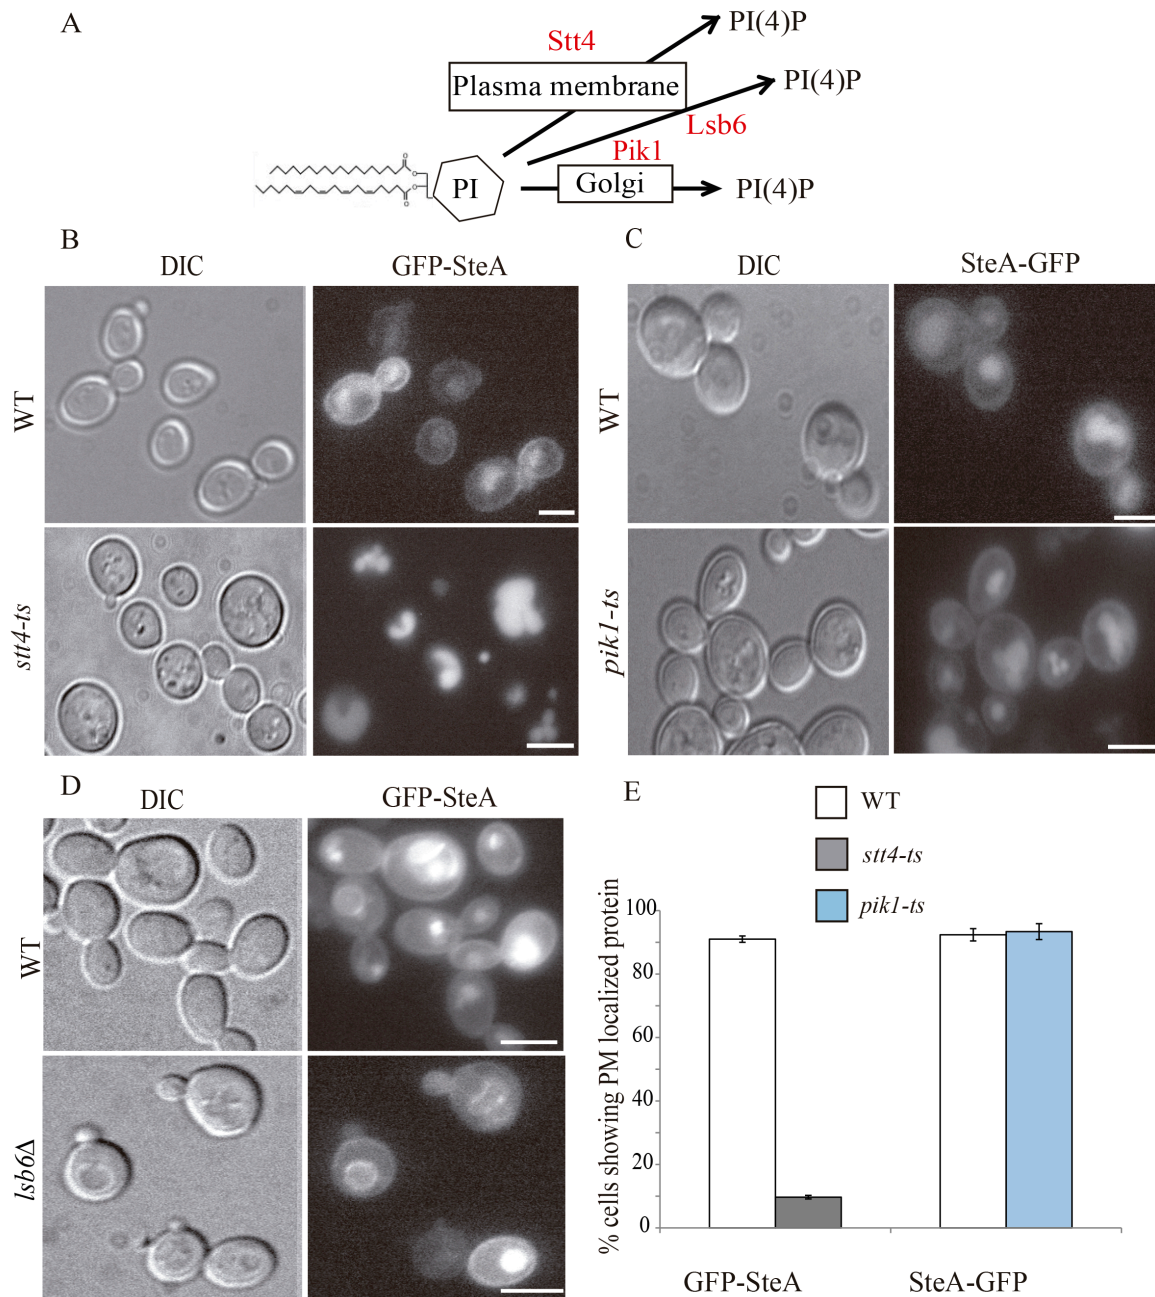 A
Stt4
PI(4)P
Plasma membrane
PI(4)P
Lsb6
Pik1
PI
Golgi
PI(4)P
O
O
O
O
B
DIC
GFP-SteA
WT
stt4-ts
C
DIC
SteA-GFP
WT
pik1-ts
D
DIC
GFP-SteA
WT
lsb6Δ
E
WT
stt4-ts
pik1-ts
% cells showing PM localized protein
100
80
60
40
20
0
GFP-SteA
SteA-GFP